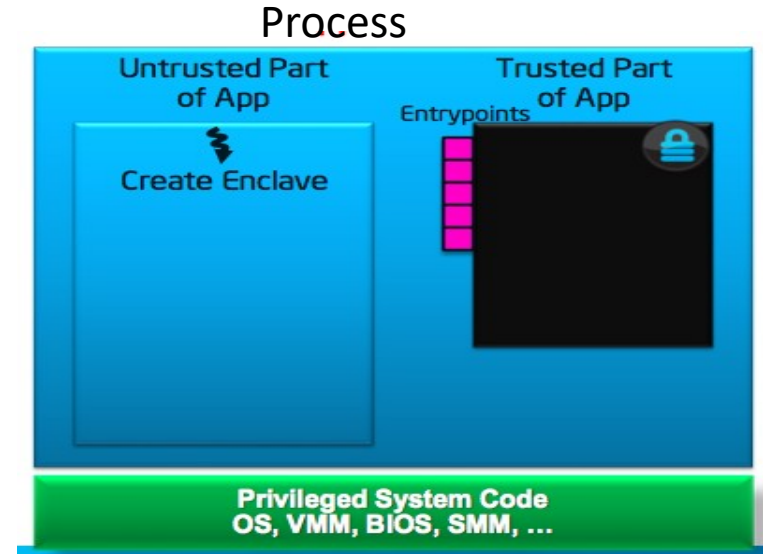 Process
Untrusted Part
of App
Create Enclave
Trusted Part
of App
Entrypoints
Privileged System Code
OS, VMM, BIOS, SMM, ...